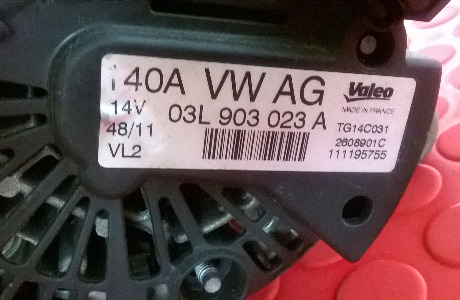 140A VW AG Valeo
MADE IN FRANCE
14V 03L 903 023 A
TG14C031
48/11 2608901C
VL2 111195755